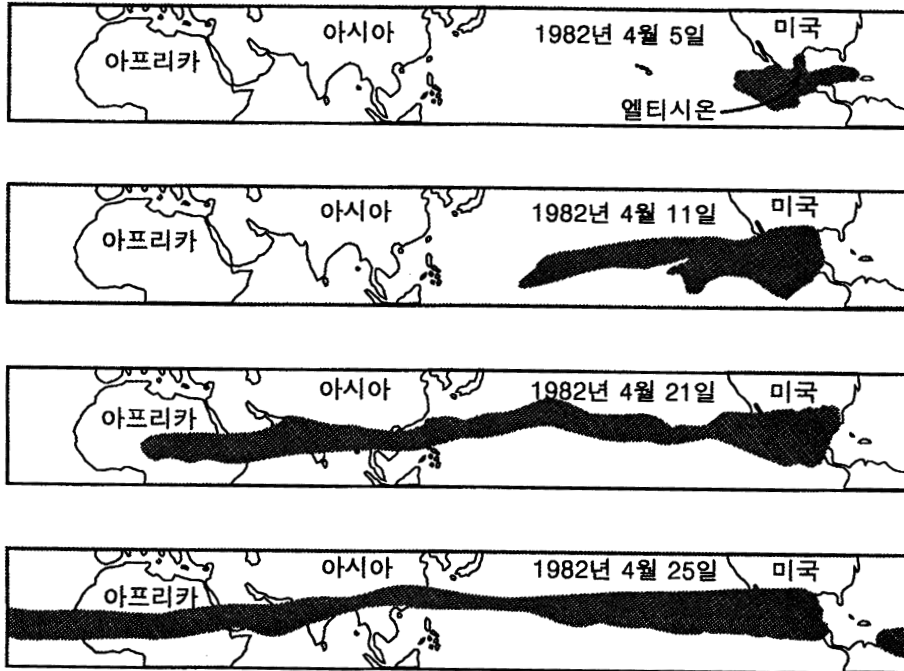 아시아 1982년 4월 5일 미국
아프리카
엘티시온
아시아 1982년 4월 11일 미국
아프리카
아시아 1982년 4월 21일 미국
아프리카
아시아 1982년 4월 25일 미국
아프리카